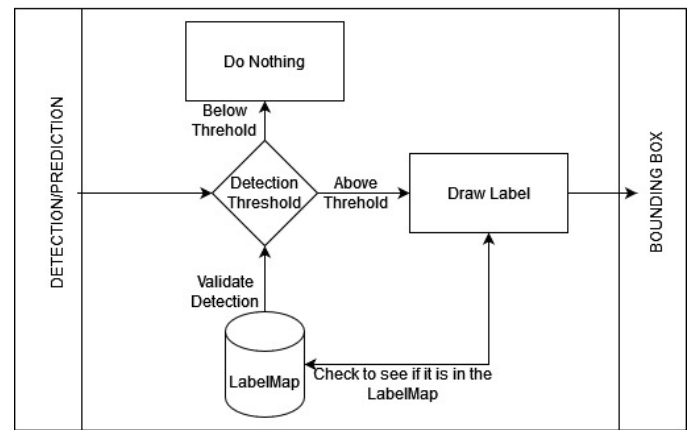 DETECTION/PREDICTION
Do Nothing
Below
Threhold
Detection
Threshold
Above
Threhold
Draw Label
BOUNDING BOX
Validate
Detection
LabelMap
Check to see if it is in the
LabelMap